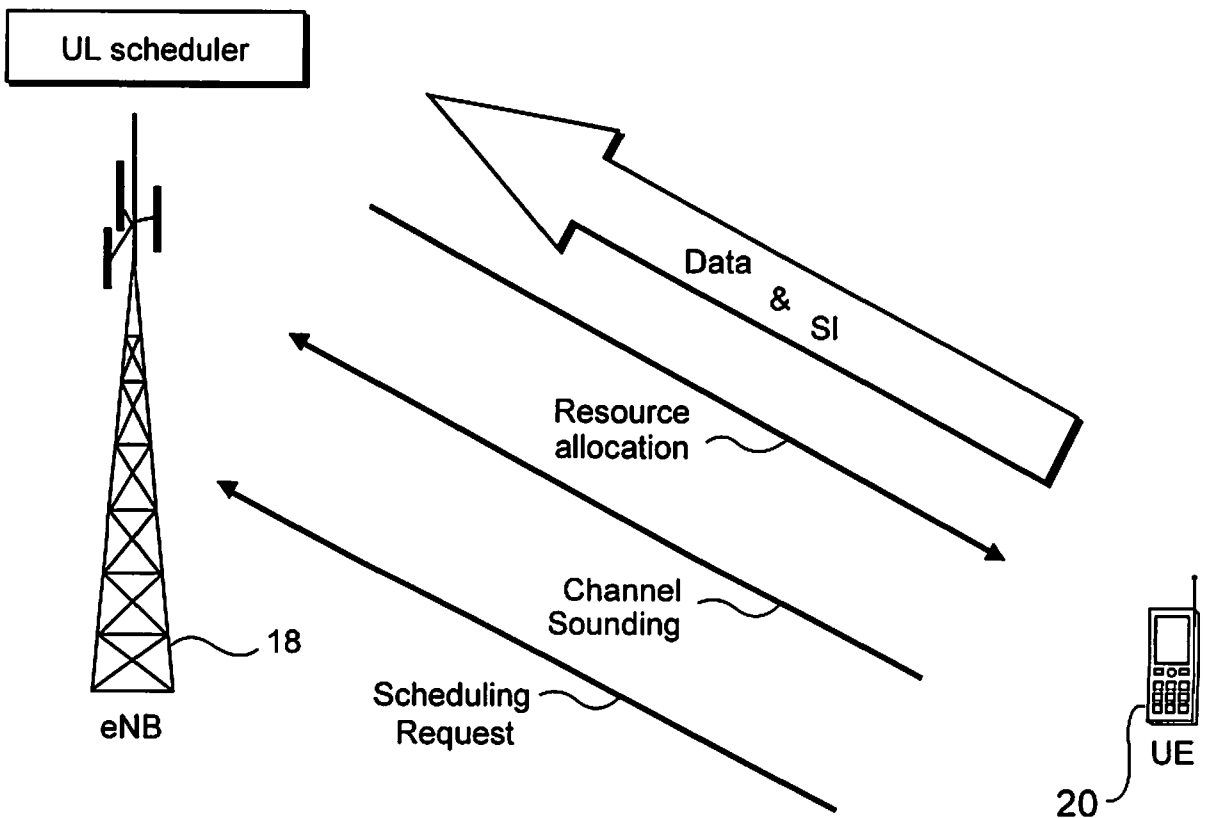 UL scheduler
Data
&
SI
Resource
allocation
Channel
Sounding
18
Scheduling
Request
eNB
UE
20